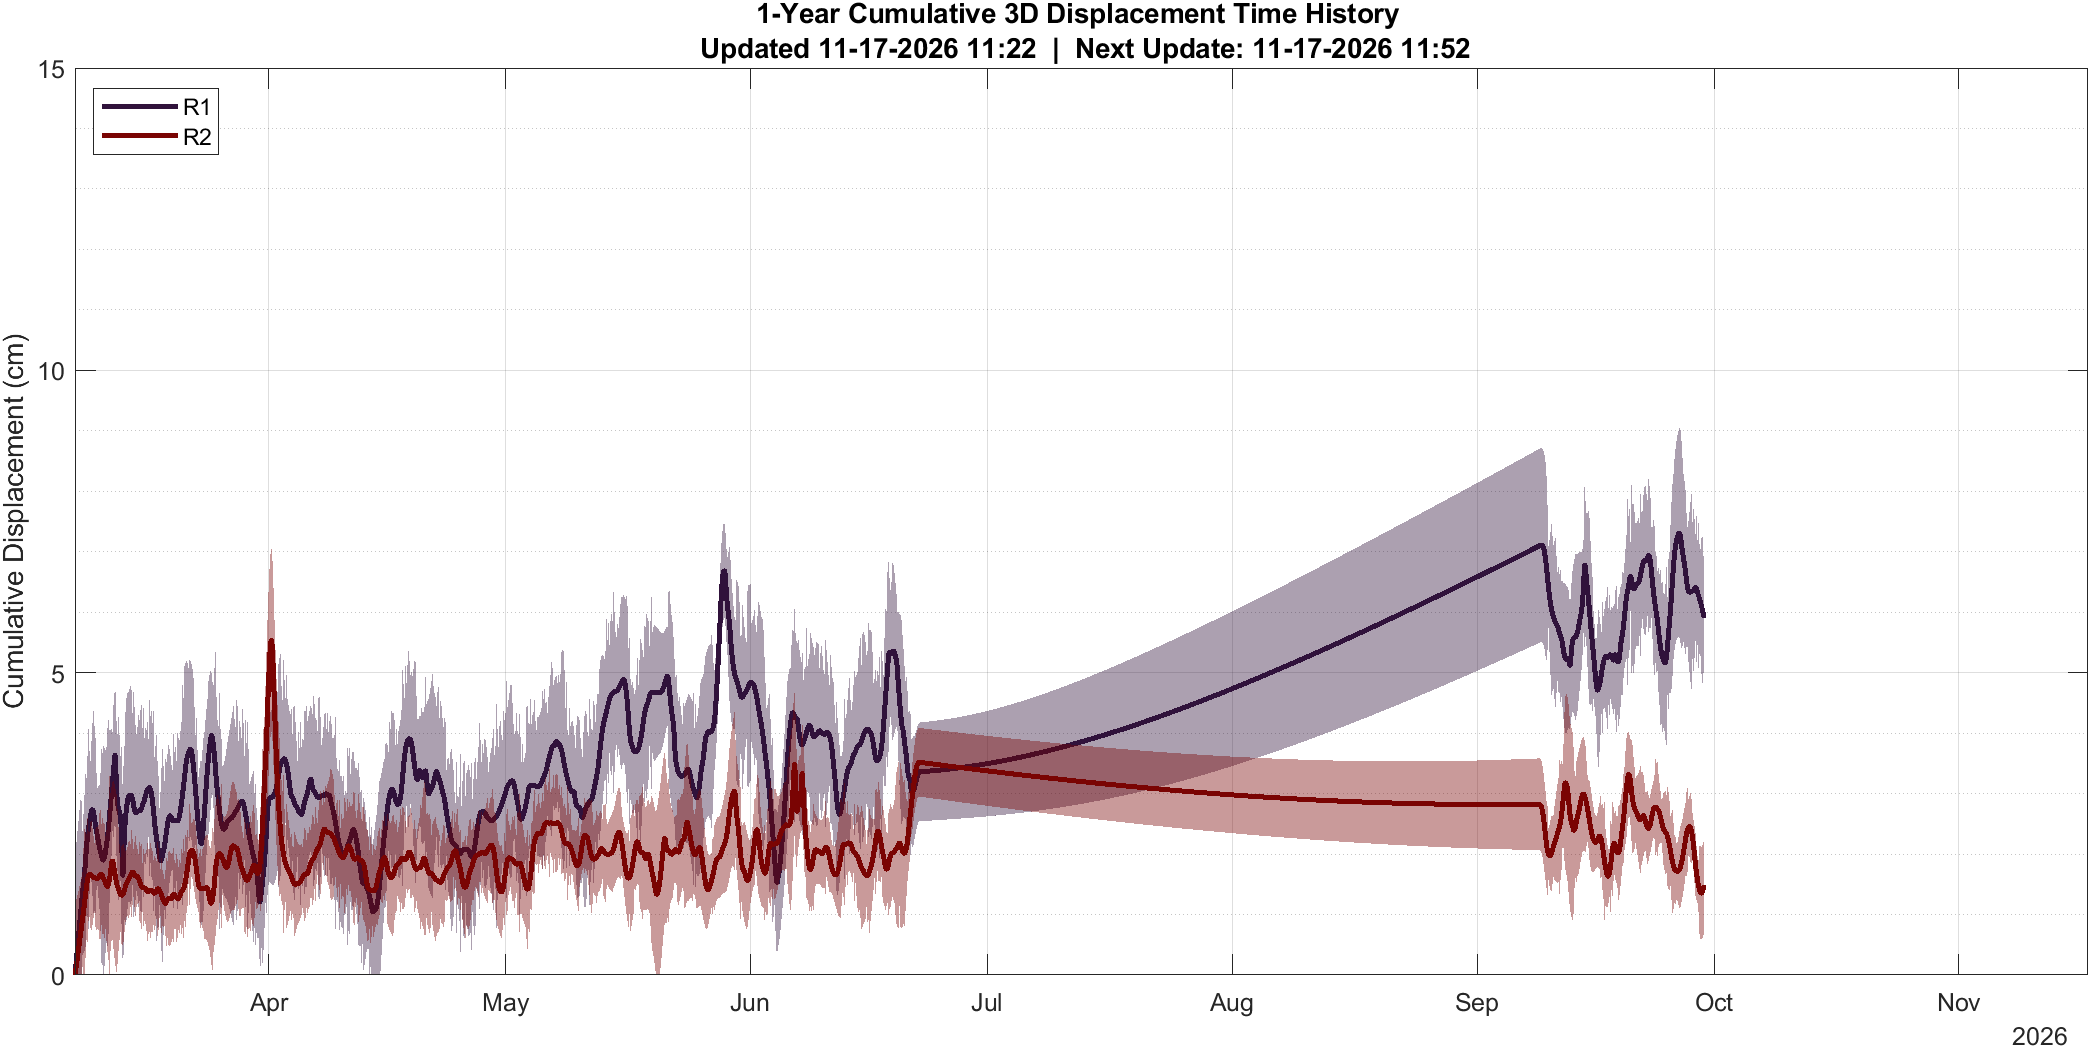 1-Year Cumulative 3D Displacement Time History
Updated 11-17-2026 11:22 | Next Update: 11-17-2026 11:52
R1
R2
Cumulative Displacement (cm)
15
10
5
0
Apr May Jun Jul Aug Sep Oct Nov
2026